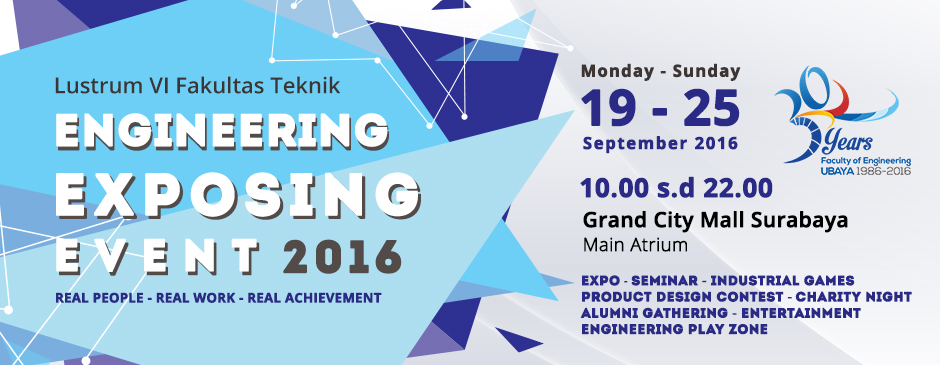 Lustrum VI Fakultas Teknik
ENGINEERING
EXPOSING
EVENT 2016
REAL PEOPLE - REAL WORK - REAL ACHIEVEMENT
Monday - Sunday
19 - 25
September 2016
10.00 s.d 22.00
Grand City Mall Surabaya
Main Atrium
EXPO - SEMINAR - INDUSTRIAL GAMES
PRODUCT DESIGN CONTEST - CHARITY NIGHT
ALUMNI GATHERING - ENTERTAINMENT
ENGINEERING PLAY ZONE
30
Years
Faculty of Engineering
UBAYA 1986-2016